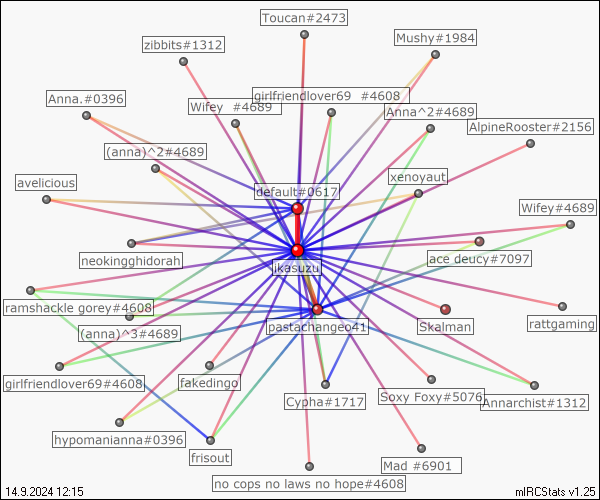 Toucan#2473
Mushy#1984
zibbits#1312
girlfriendlover69 #4608
Anna.#0396
Wifey #4689
Anna^2#4689
AlpineRooster#2156
(anna)^2#4689
xenoyaut
avelicious
default#0617
Wifey#4689
ace deucy#7097
neokingghidorah
ikasuzu
ramshackle gorey#4608
pastachangeo41
Skalman
rattgaming
(anna)^3#4689
girlfriendlover69#4608
fakedingo
Cypha#1717
Soxy Foxy#5076
Annarchist#1312
hypomanianna#0396
frisout
Mad #6901
no cops no laws no hope#4608
14.9.2024 12:15
mIRCStats v1.25